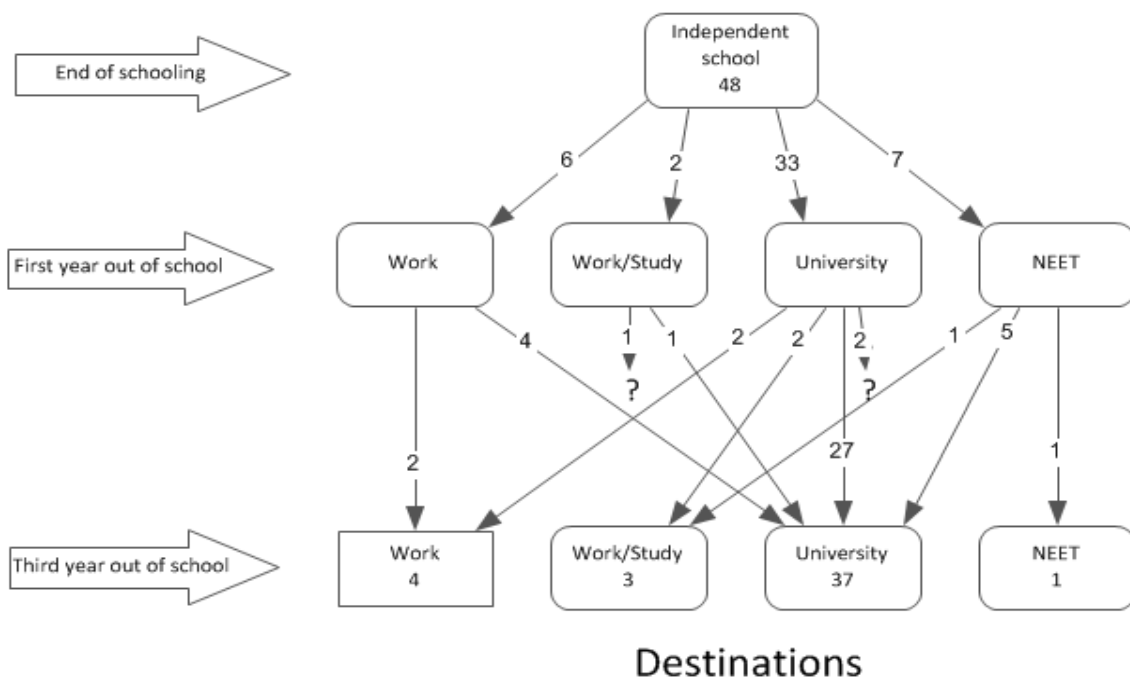 End of schooling
Independent
school
48
6
2
33
7
First year out of school
Work
Work/Study
University
NEET
4
1
1
2
2
2
1
5
?
?
2
27
1
Third year out of school
Work
4
Work/Study
3
University
37
NEET
1
Destinations